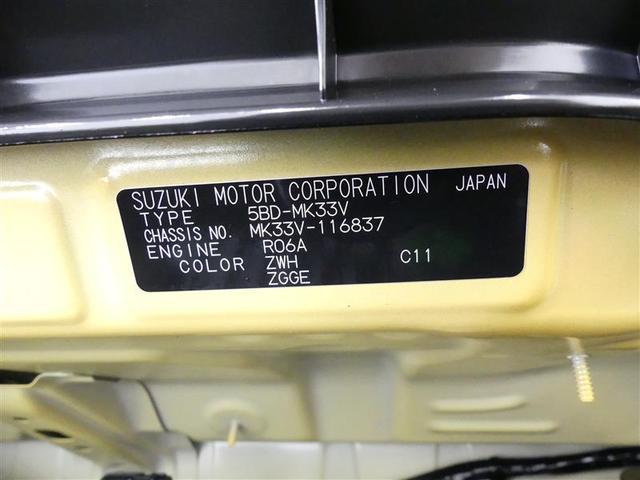 SUZUKI MOTOR CORPORATION JAPAN
TYPE 5BD-MK33V
CHASSIS NO. MK33V-116837
ENGINE R06A
COLOR ZWH C11
ZGGE